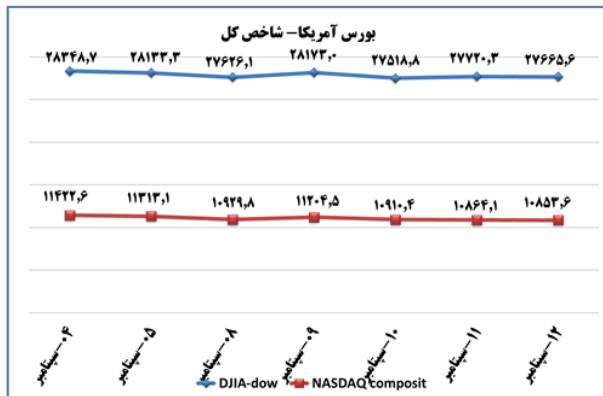 بورس آمریکا- شاخص کل
۲۸۳۴۸,۷ ۲۸۱۳۳,۳ ۲۷۶۲۶,۱ ۲۸۱۷۳,۰ ۲۷۵۱۸,۸ ۲۷۷۲۰,۳ ۲۷۶۶۵,۶
۱۱۴۲۲,۶ ۱۱۳۱۳,۱ ۱۰۹۲۹,۸ ۱۱۲۰۴,۵ ۱۰۹۱۰,۴ ۱۰۸۶۴,۱ ۱۰۸۵۳,۶
۰۴-سپتامبر ۰۵-سپتامبر ۰۸-سپتامبر ۰۹-سپتامبر ۱۰-سپتامبر ۱۱-سپتامبر ۱۲-سپتامبر
DJIA-dow NASDAQ composit